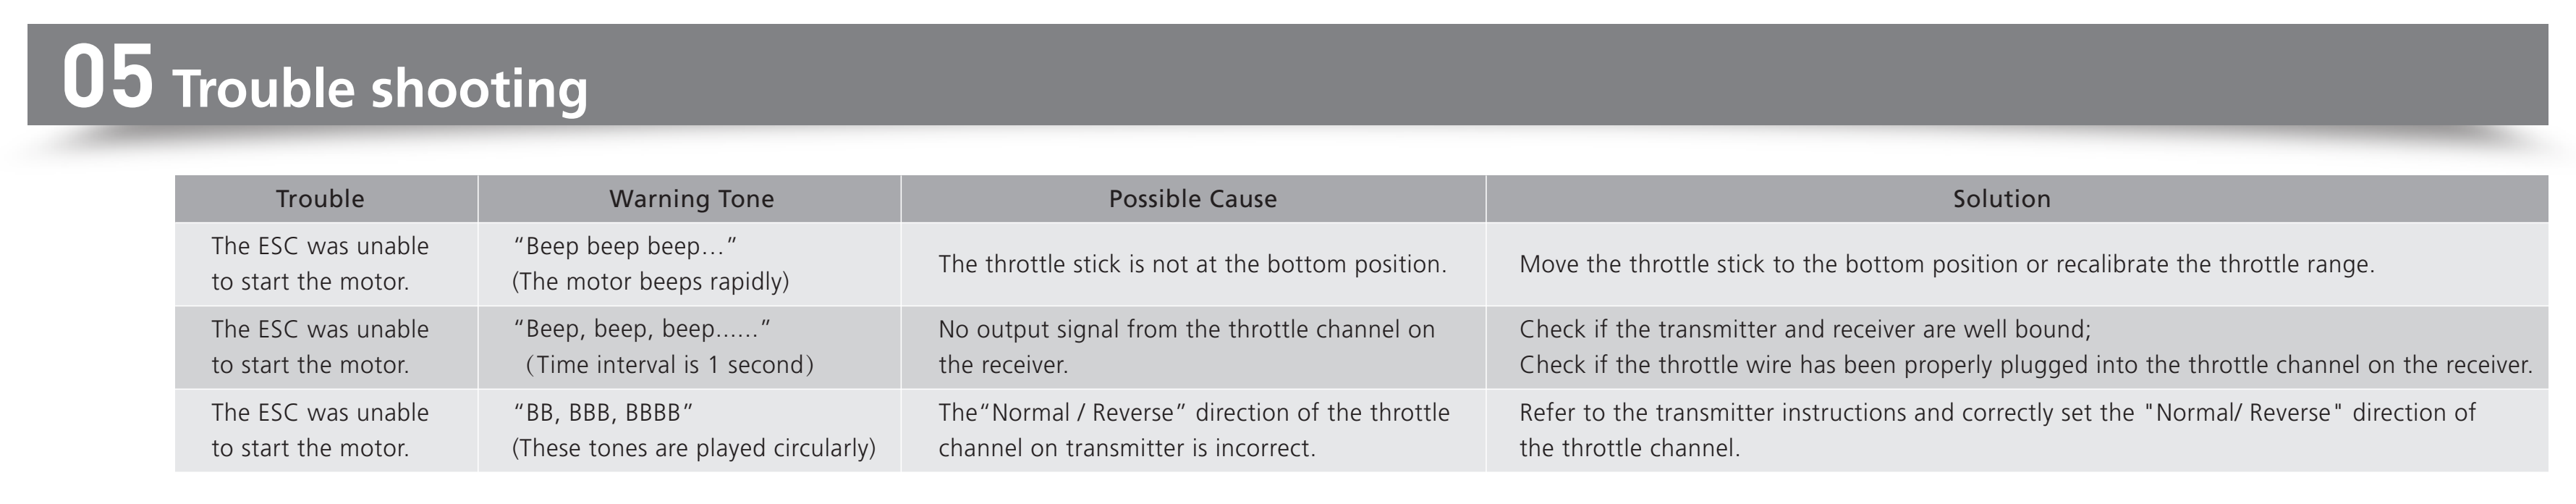 05 Trouble shooting
Trouble
Warning Tone
Possible Cause
Solution
The ESC was unable
to start the motor.
“Beep beep beep...”
(The motor beeps rapidly)
The throttle stick is not at the bottom position.
Move the throttle stick to the bottom position or recalibrate the throttle range.
The ESC was unable
to start the motor.
“Beep, beep, beep......”
（Time interval is 1 second）
No output signal from the throttle channel on
the receiver.
Check if the transmitter and receiver are well bound;
Check if the throttle wire has been properly plugged into the throttle channel on the receiver.
The ESC was unable
to start the motor.
“BB, BBB, BBBB”
(These tones are played circularly)
The“Normal / Reverse” direction of the throttle
channel on transmitter is incorrect.
Refer to the transmitter instructions and correctly set the "Normal/ Reverse" direction of
the throttle channel.